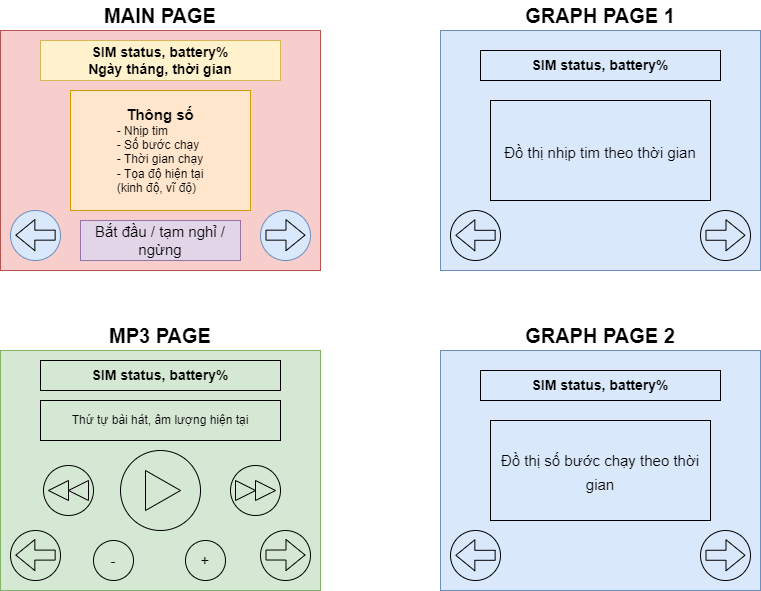 MAIN PAGE
SIM status, battery%
Ngày tháng, thời gian
Thông số
- Nhịp tim
- Số bước chạy
- Thời gian chạy
- Tọa độ hiện tại
(kinh độ, vĩ độ)
Bắt đầu / tạm nghỉ /
ngừng
GRAPH PAGE 1
SIM status, battery%
Đồ thị nhịp tim theo thời gian
MP3 PAGE
SIM status, battery%
Thứ tự bài hát, âm lượng hiện tại
-
+
GRAPH PAGE 2
SIM status, battery%
Đồ thị số bước chạy theo thời
gian